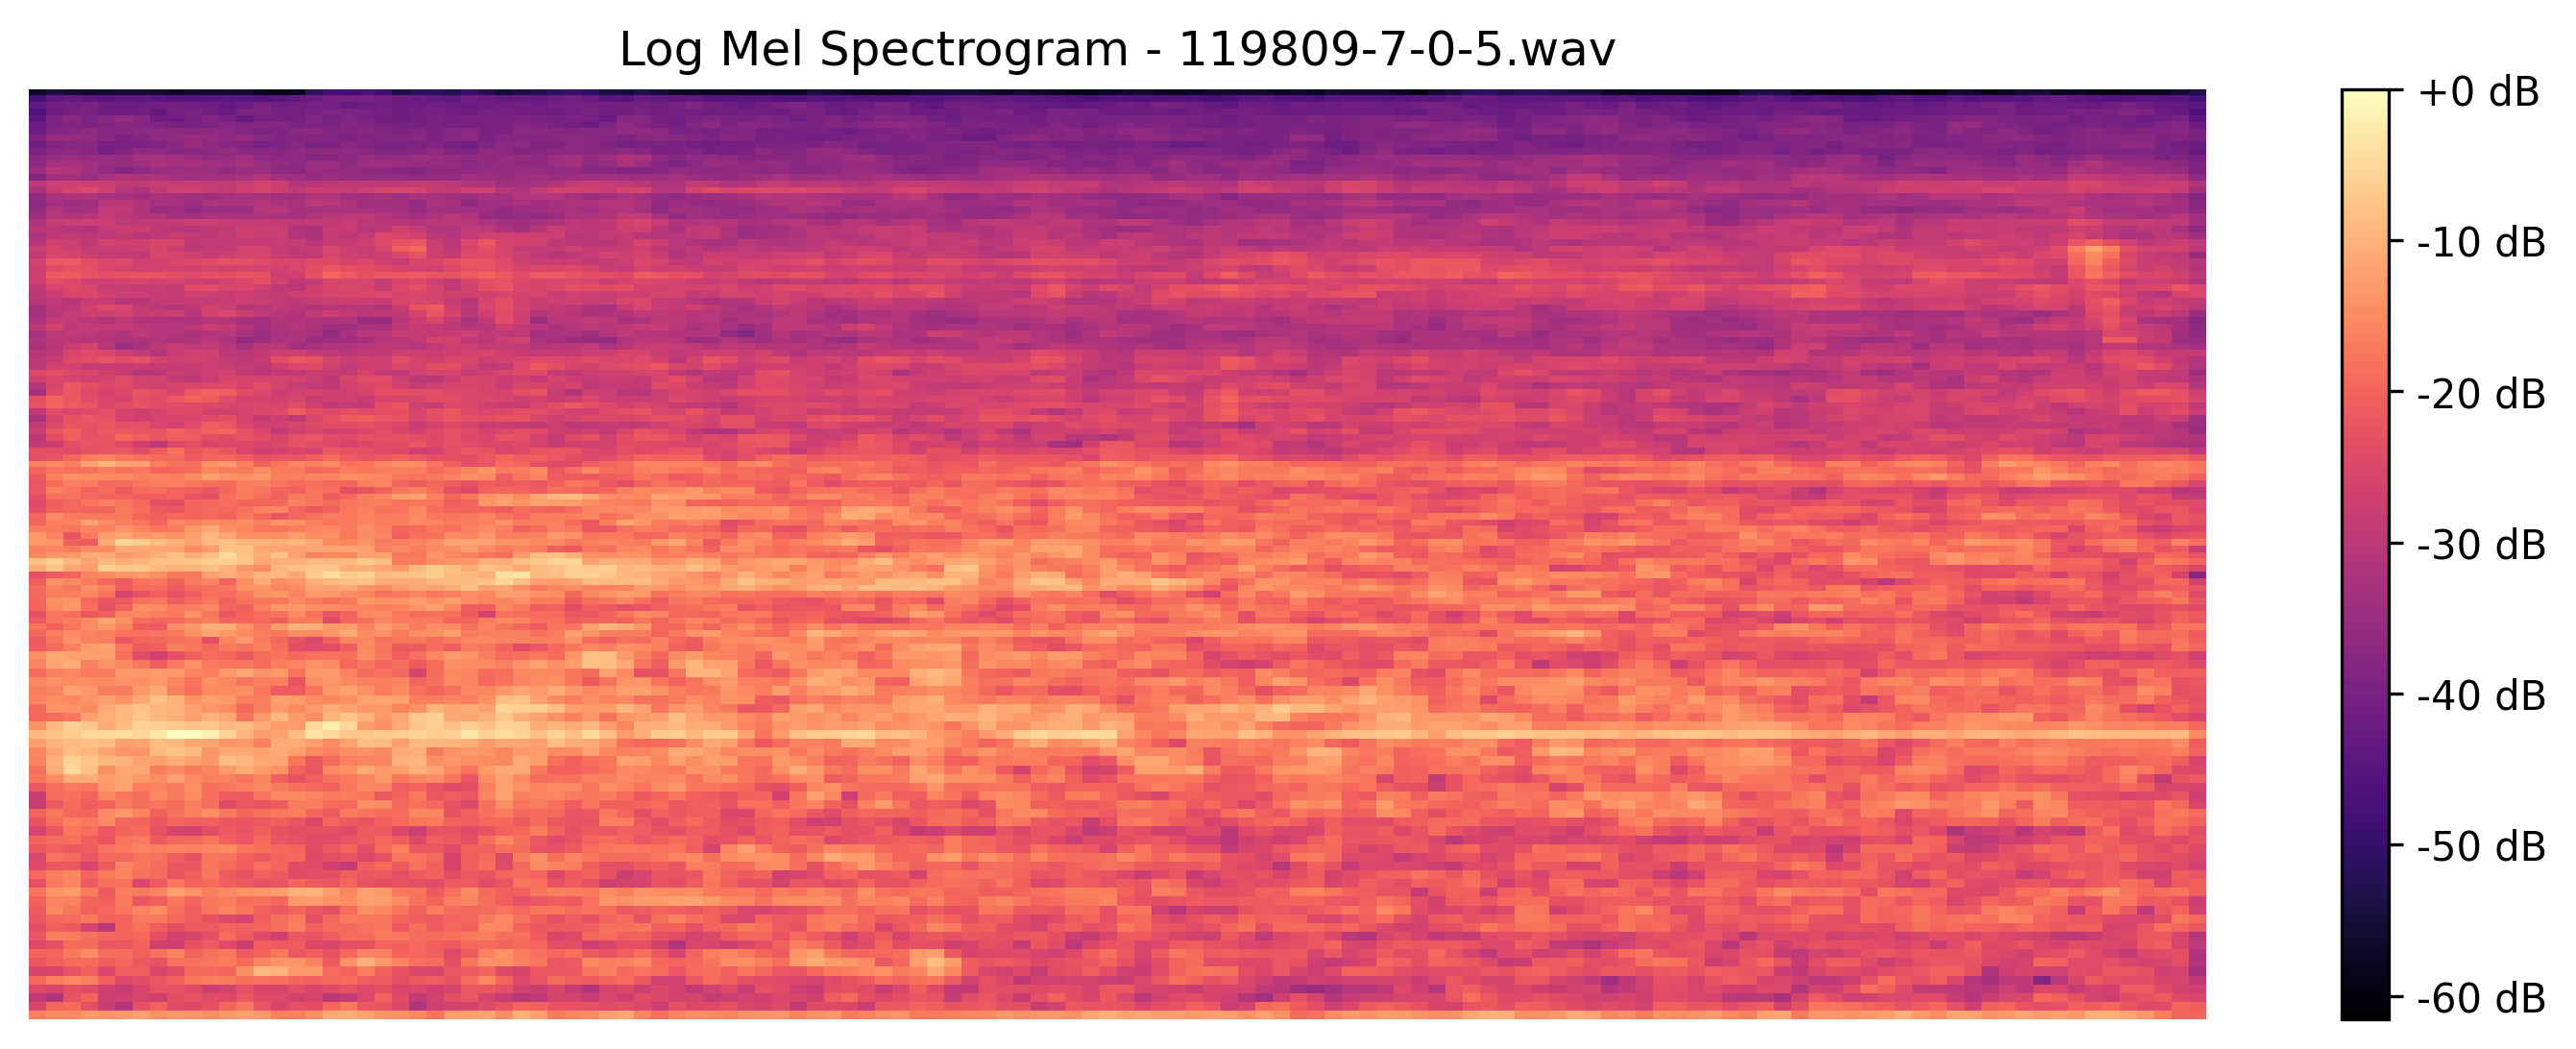 Log Mel Spectrogram - 119809-7-0-5.wav
+0 dB
-10 dB
-20 dB
-30 dB
-40 dB
-50 dB
-60 dB